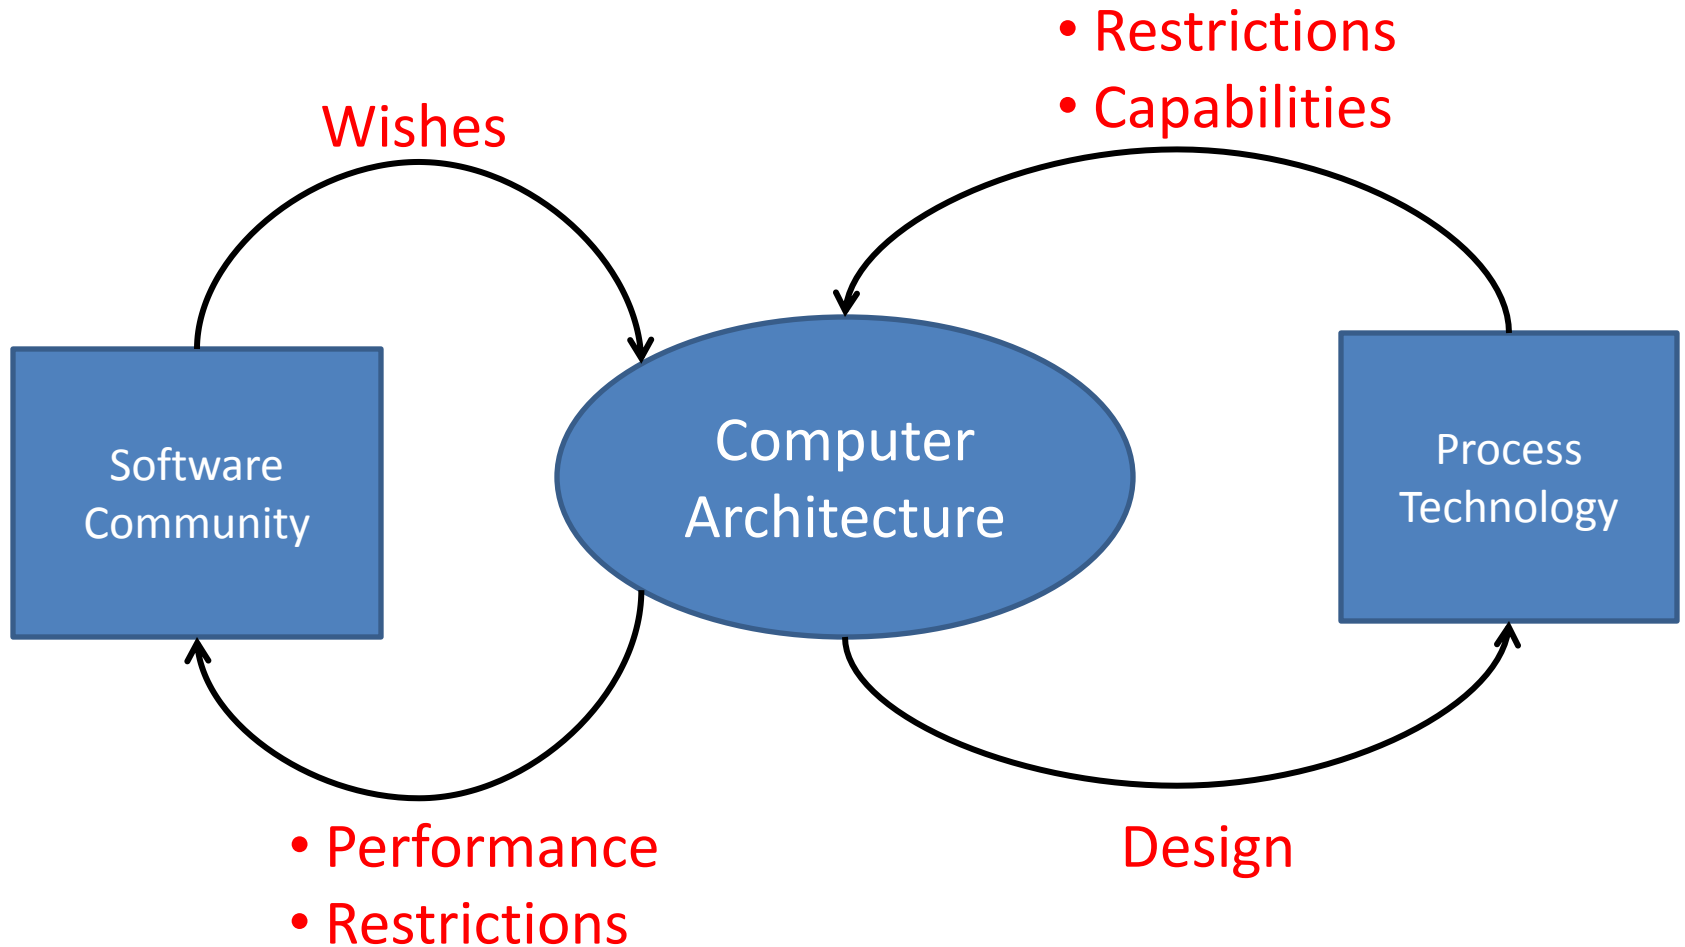 • Restrictions
• Capabilities
Wishes
Software
Community
Computer
Architecture
Process
Technology
• Performance
• Restrictions
Design